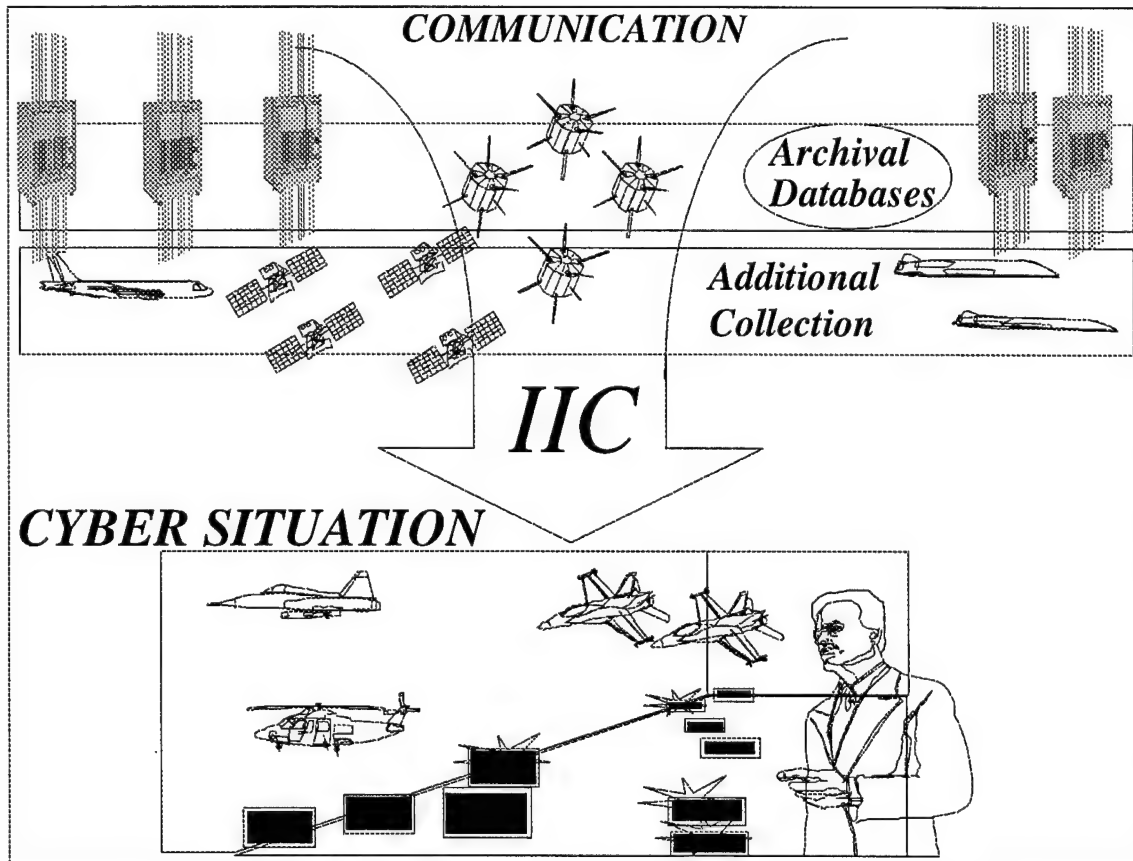 COMMUNICATION
Archival
Databases
Additional
Collection
IIC
CYBER SITUATION